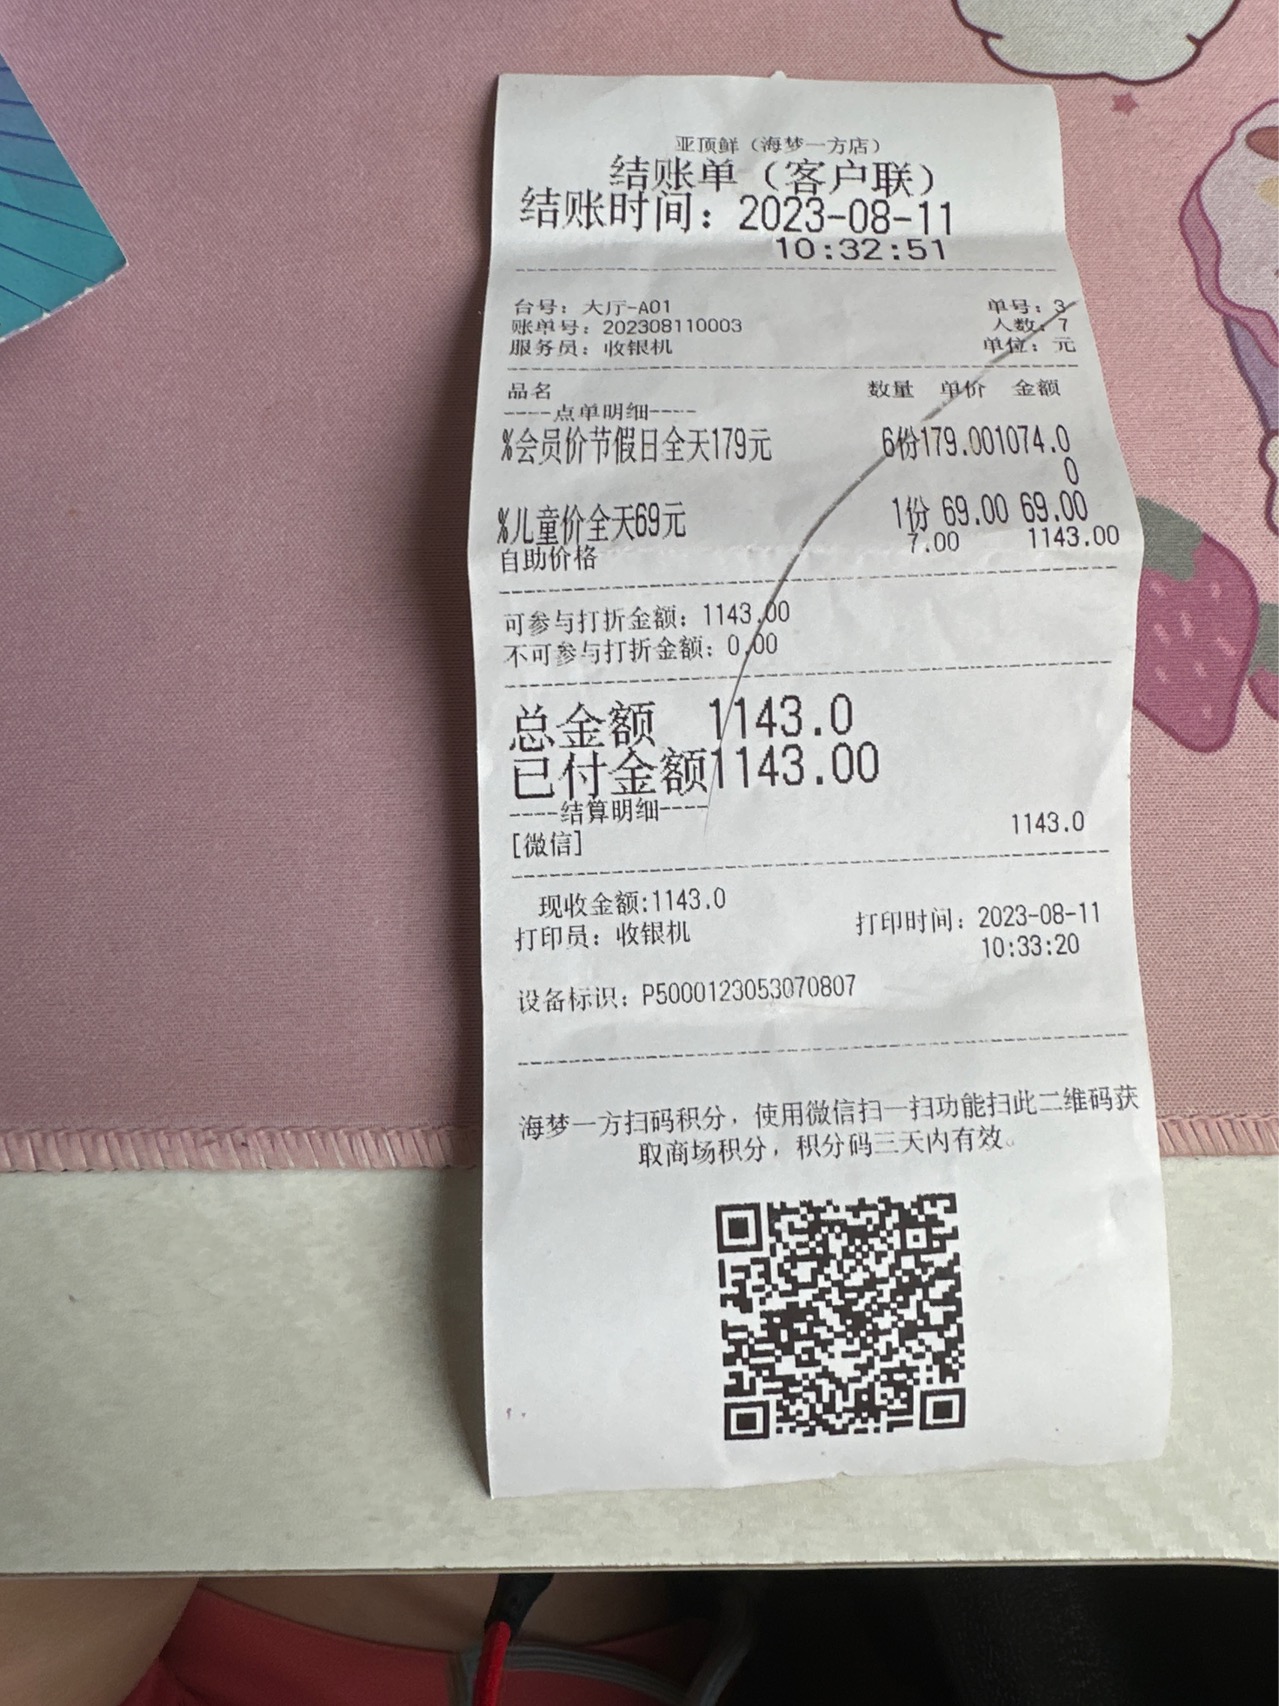 亚顶鲜（海梦一方店）
结账单（客户联）
结账时间：2023-08-11
10:32:51
台号：大厅-A01 单号：3
账单号：202308110003 人数：7
服务员：收银机 单位：元
品名 数量 单价 金额
----点单明细----
%会员价节假日全天179元 6份179.001074.0
0
%儿童价全天69元 1份 69.00 69.00
自助价格 7.00 1143.00
可参与打折金额：1143.00
不可参与打折金额：0.00
总金额 1143.0
已付金额1143.00
----结算明细----
[微信] 1143.0
现收金额:1143.0
打印员：收银机 打印时间：2023-08-11
10:33:20
设备标识：P5000123053070807
海梦一方扫码积分，使用微信扫一扫功能扫此二维码获
取商场积分，积分码三天内有效。